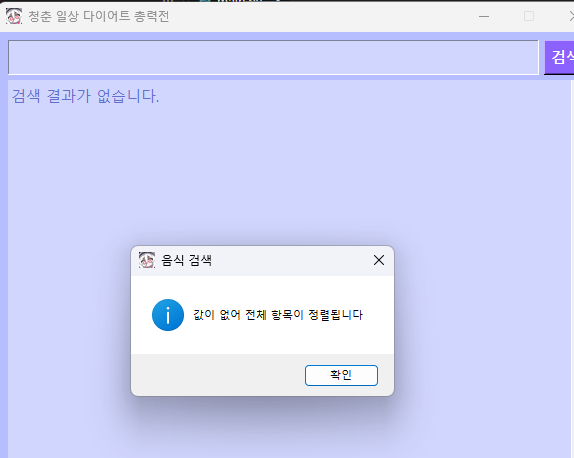 청춘 일상 다이어트 총력전
검색
검색 결과가 없습니다.
음식 검색
값이 없어 전체 항목이 정렬됩니다
확인